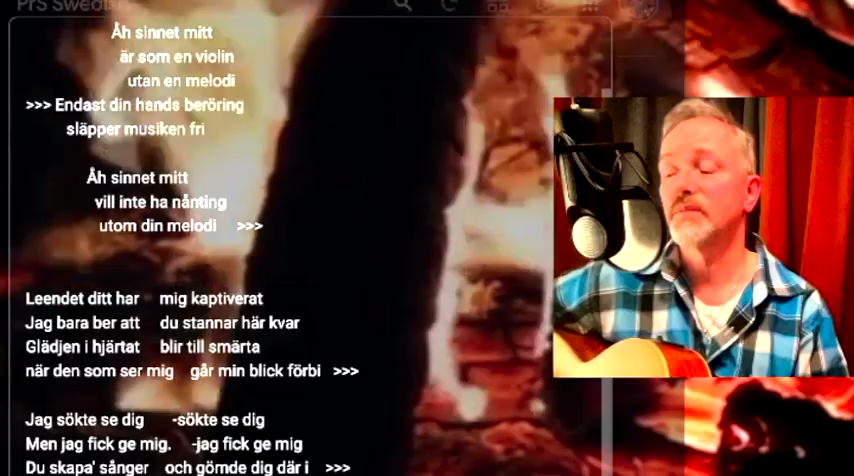 PrS Swedish
Åh sinnet mitt
är som en violin
utan en melodi
>>> Endast din hands beröring
släpper musiken fri
Åh sinnet mitt
vill inte ha nånting
utom din melodi >>>
Leendet ditt har mig kaptiverat
Jag bara ber att du stannar här kvar
Glädjen i hjärtat blir till smärta
när den som ser mig går min blick förbi >>>
Jag sökte se dig -sökte se dig
Men jag fick ge mig. -jag fick ge mig
Du skapa' sånger och gömde dig där i >>>